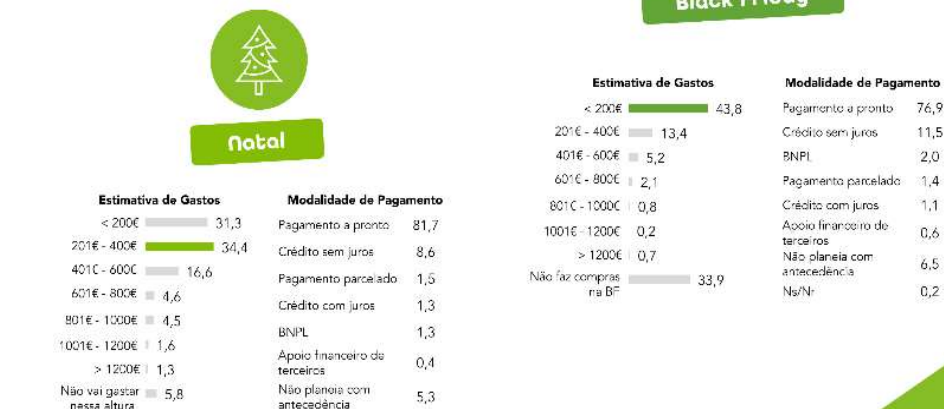 Natal
Estimativa de Gastos
< 200€ 31,3
201€ - 400€ 34,4
401€ - 600€ 16,6
601€ - 800€ 4,6
801€ - 1000€ 4,5
1001€ - 1200€ 1,6
> 1200€ 1,3
Não vai gastar 5,8
nessa altura
Modalidade de Pagamento
Pagamento a pronto 81,7
Crédito sem juros 8,6
Pagamento parcelado 1,5
Crédito com juros 1,3
BNPL 1,3
Apoio financeiro de
terceiros 0,4
Não planeia com
antecedência 5,3
Black Friday
Estimativa de Gastos
< 200€ 43,8
201€ - 400€ 13,4
401€ - 600€ 5,2
601€ - 800€ 2,1
801€ - 1000€ 0,8
1001€ - 1200€ 0,2
> 1200€ 0,7
Não faz compras
na BF 33,9
Modalidade de Pagamento
Pagamento a pronto 76,9
Crédito sem juros 11,5
BNPL 2,0
Pagamento parcelado 1,4
Crédito com juros 1,1
Apoio financeiro de
terceiros 0,6
Não planeia com
antecedência 6,5
Ns/Nr 0,2